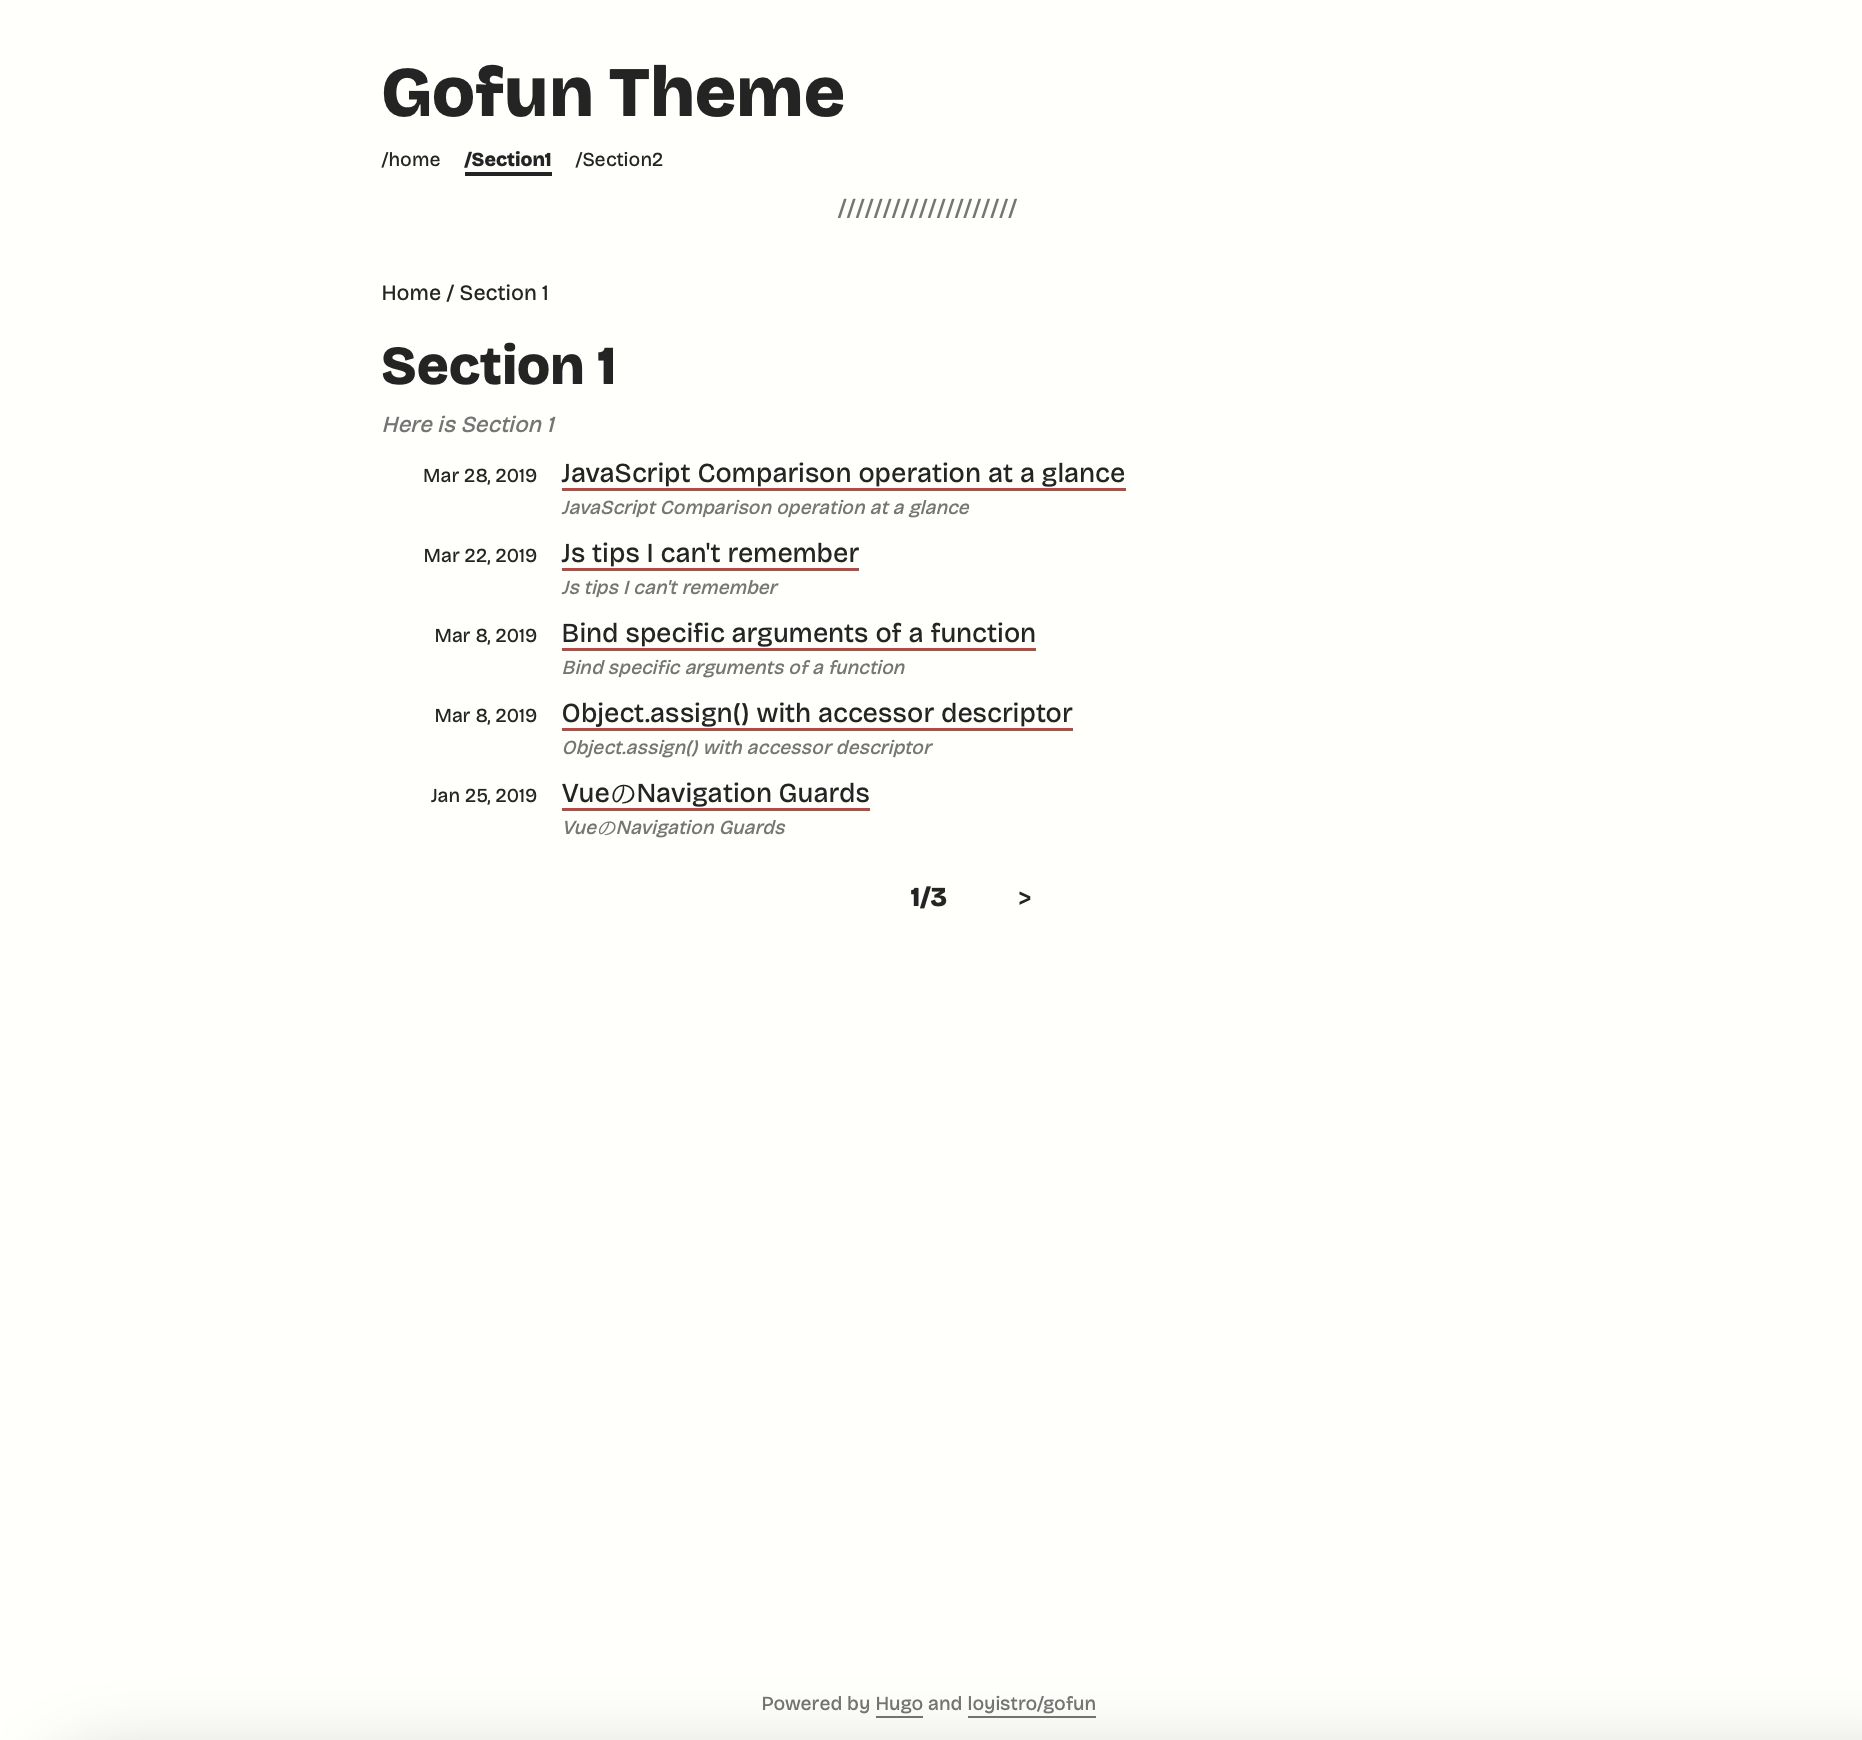 Gofun Theme
/home /Section1 /Section2
////////////////////
Home / Section 1
Section 1
Here is Section 1
Mar 28, 2019 JavaScript Comparison operation at a glance
JavaScript Comparison operation at a glance
Mar 22, 2019 Js tips I can't remember
Js tips I can't remember
Mar 8, 2019 Bind specific arguments of a function
Bind specific arguments of a function
Mar 8, 2019 Object.assign() with accessor descriptor
Object.assign() with accessor descriptor
Jan 25, 2019 VueのNavigation Guards
VueのNavigation Guards
1/3 >
Powered by Hugo and loyistro/gofun